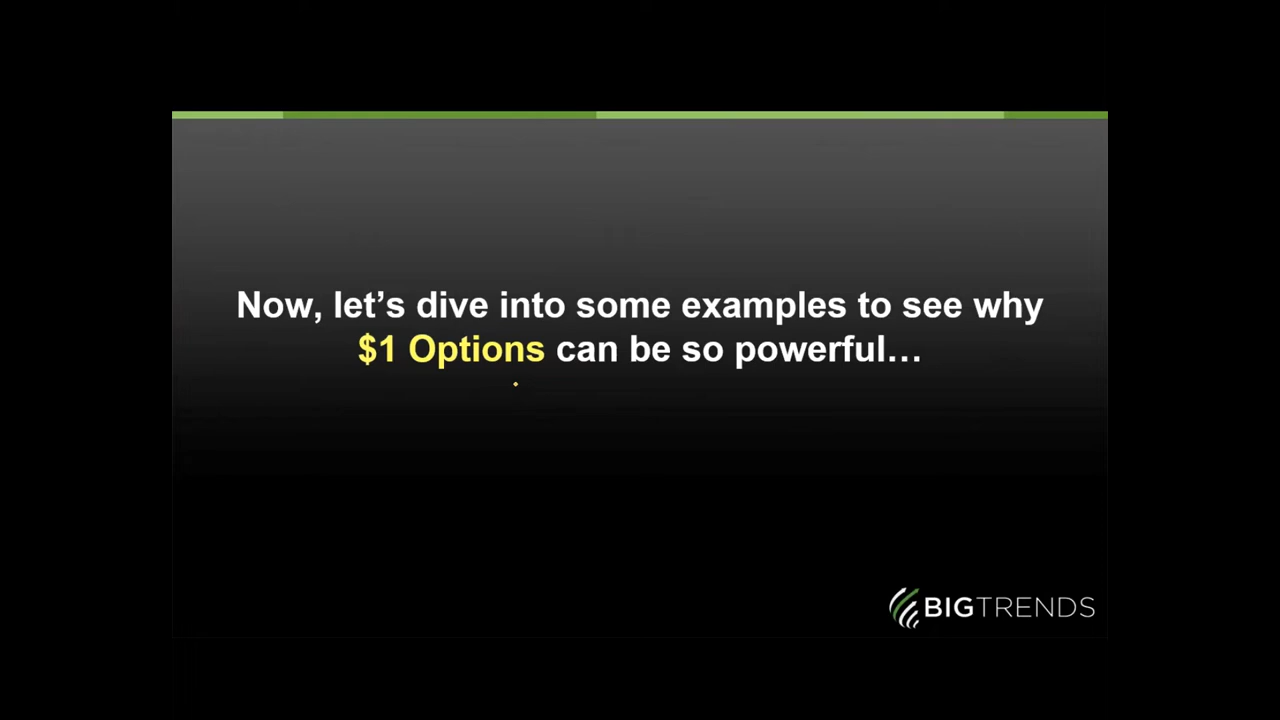 Now, let’s dive into some examples to see why
$1 Options can be so powerful…
BIGTRENDS